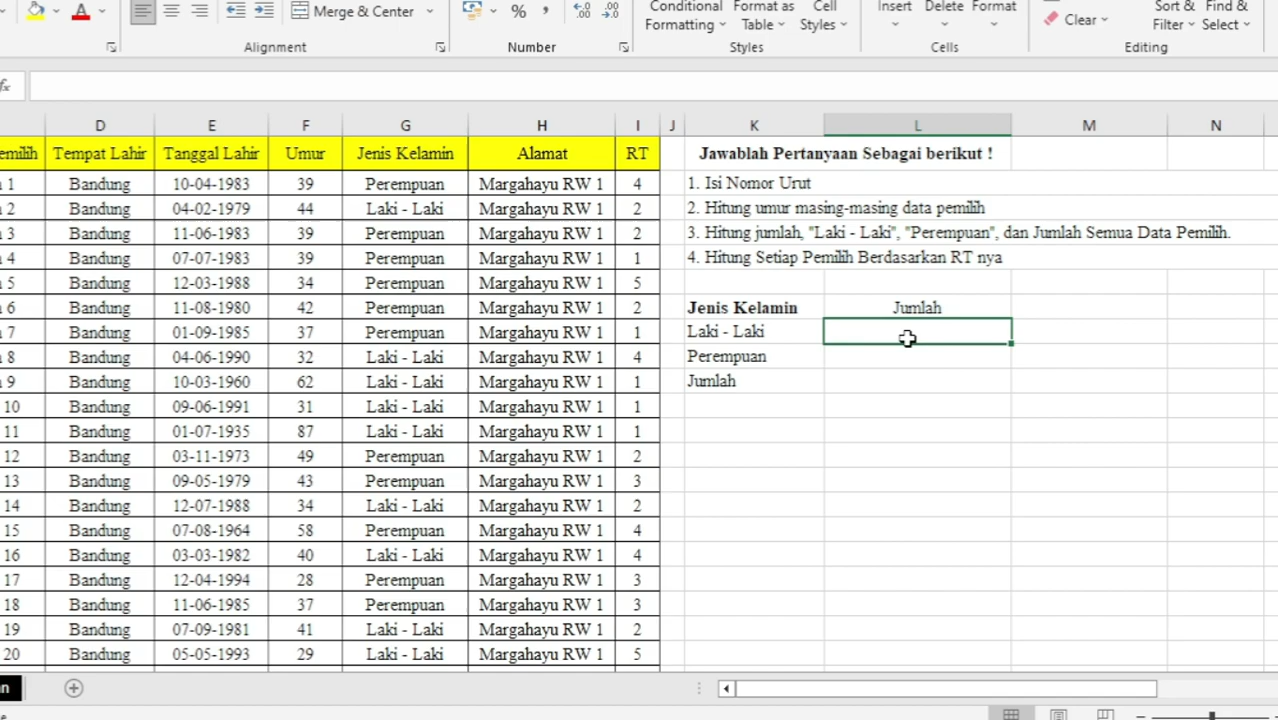 Merge & Center
%
Conditional Formatting
Format as Table
Cell Styles
Insert
Delete
Format
Clear
Sort & Filter
Find & Select
Alignment
Number
Styles
Cells
Editing
fx
D E F G H I J K L M N
emilih Tempat Lahir Tanggal Lahir Umur Jenis Kelamin Alamat RT Jawablah Pertanyaan Sebagai berikut !
1 Bandung 10-04-1983 39 Perempuan Margahayu RW 1 4 1. Isi Nomor Urut
2 Bandung 04-02-1979 44 Laki - Laki Margahayu RW 1 2 2. Hitung umur masing-masing data pemilih
3 Bandung 11-06-1983 39 Perempuan Margahayu RW 1 2 3. Hitung jumlah, "Laki - Laki", "Perempuan", dan Jumlah Semua Data Pemilih.
4 Bandung 07-07-1983 39 Perempuan Margahayu RW 1 1 4. Hitung Setiap Pemilih Berdasarkan RT nya
5 Bandung 12-03-1988 34 Perempuan Margahayu RW 1 5
6 Bandung 11-08-1980 42 Perempuan Margahayu RW 1 2 Jenis Kelamin Jumlah
7 Bandung 01-09-1985 37 Perempuan Margahayu RW 1 1 Laki - Laki
8 Bandung 04-06-1990 32 Laki - Laki Margahayu RW 1 4 Perempuan
9 Bandung 10-03-1960 62 Laki - Laki Margahayu RW 1 1 Jumlah
10 Bandung 09-06-1991 31 Laki - Laki Margahayu RW 1 1
11 Bandung 01-07-1935 87 Laki - Laki Margahayu RW 1 1
12 Bandung 03-11-1973 49 Perempuan Margahayu RW 1 2
13 Bandung 09-05-1979 43 Perempuan Margahayu RW 1 3
14 Bandung 12-07-1988 34 Laki - Laki Margahayu RW 1 2
15 Bandung 07-08-1964 58 Perempuan Margahayu RW 1 4
16 Bandung 03-03-1982 40 Laki - Laki Margahayu RW 1 4
17 Bandung 12-04-1994 28 Perempuan Margahayu RW 1 3
18 Bandung 11-06-1985 37 Perempuan Margahayu RW 1 3
19 Bandung 07-09-1981 41 Laki - Laki Margahayu RW 1 2
20 Bandung 05-05-1993 29 Laki - Laki Margahayu RW 1 5